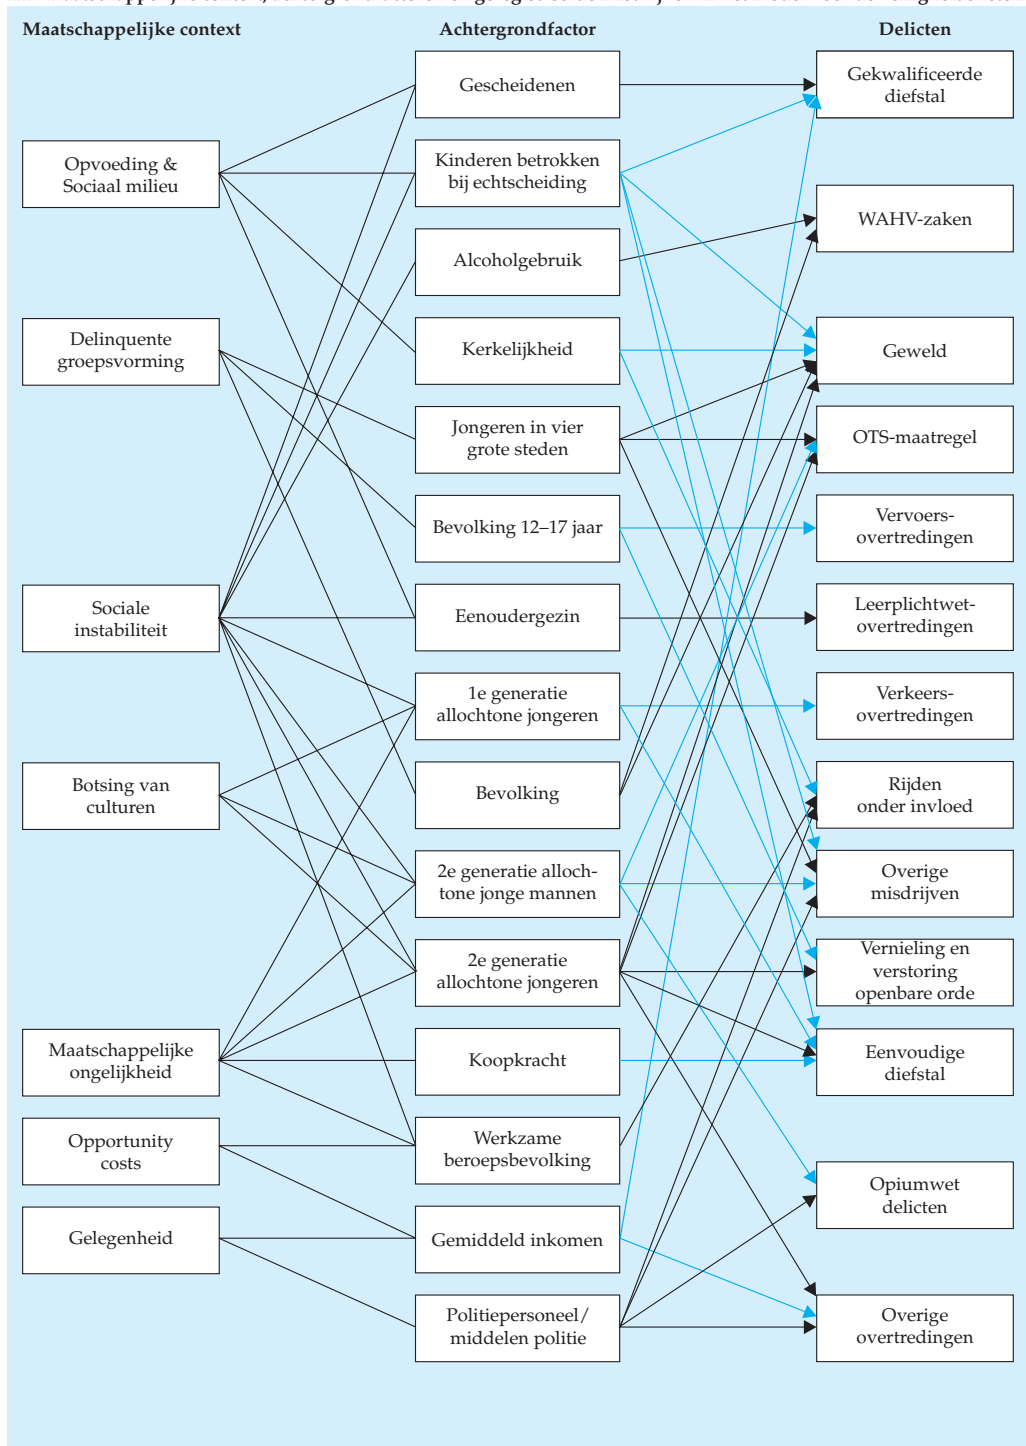 Maatschappelijke context
Achtergrondfactor
Delicten
Opvoeding &
Sociaal milieu
Delinquente
groepsvorming
Sociale
instabiliteit
Botsing van
culturen
Maatschappelijke
ongelijkheid
Opportunity
costs
Gelegenheid
Gescheidenen
Kinderen betrokken
bij echtscheiding
Alcoholgebruik
Kerkelijkheid
Jongeren in vier
grote steden
Bevolking 12–17 jaar
Eenoudergezin
1e generatie
allochtone jongeren
Bevolking
2e generatie alloch-
tone jonge mannen
2e generatie
allochtone jongeren
Koopkracht
Werkzame
beroepsbevolking
Gemiddeld inkomen
Politiepersoneel/
middelen politie
Gekwalificeerde
diefstal
WAHV-zaken
Geweld
OTS-maatregel
Vervoers-
overtredingen
Leerplichtwet-
overtredingen
Verkeers-
overtredingen
Rijden
onder invloed
Overige
misdrijven
Vernieling en
verstoring
openbare orde
Eenvoudige
diefstal
Opiumwet
delicten
Overige
overtredingen